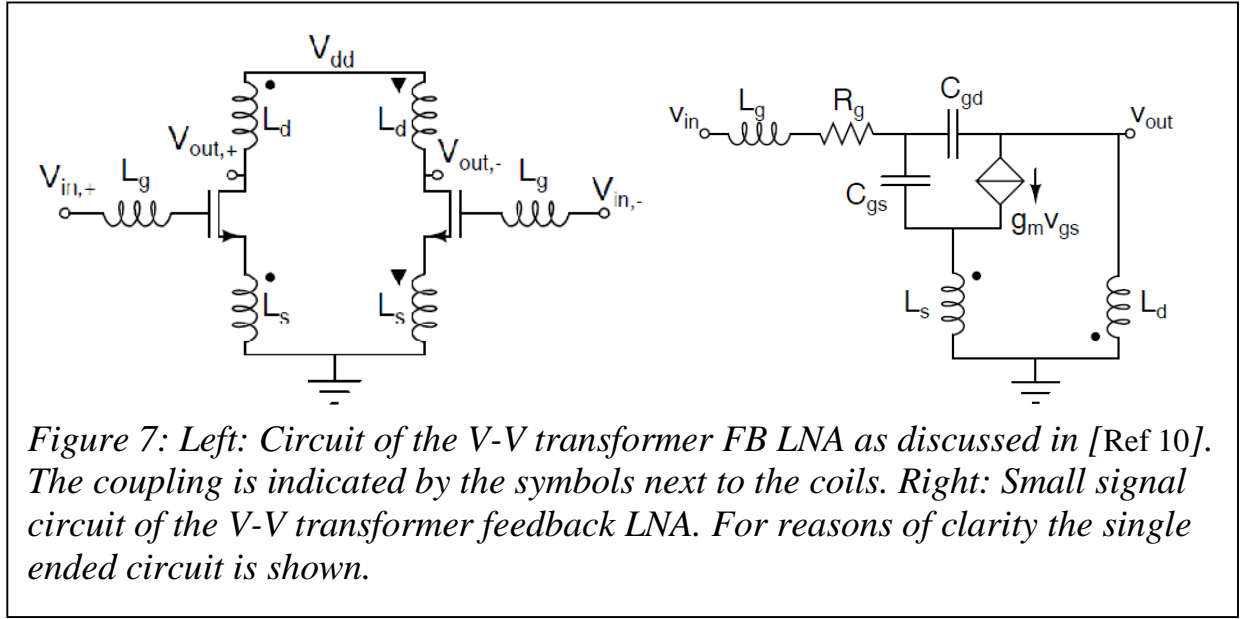 V_dd
L_d
L_d
V_out,+
V_out,-
V_in,+
L_g
L_g
V_in,-
L_s
L_s
v_in
L_g
R_g
C_gd
v_out
C_gs
g_m v_gs
L_s
L_d
Figure 7: Left: Circuit of the V-V transformer FB LNA as discussed in [Ref 10].
The coupling is indicated by the symbols next to the coils. Right: Small signal
circuit of the V-V transformer feedback LNA. For reasons of clarity the single
ended circuit is shown.